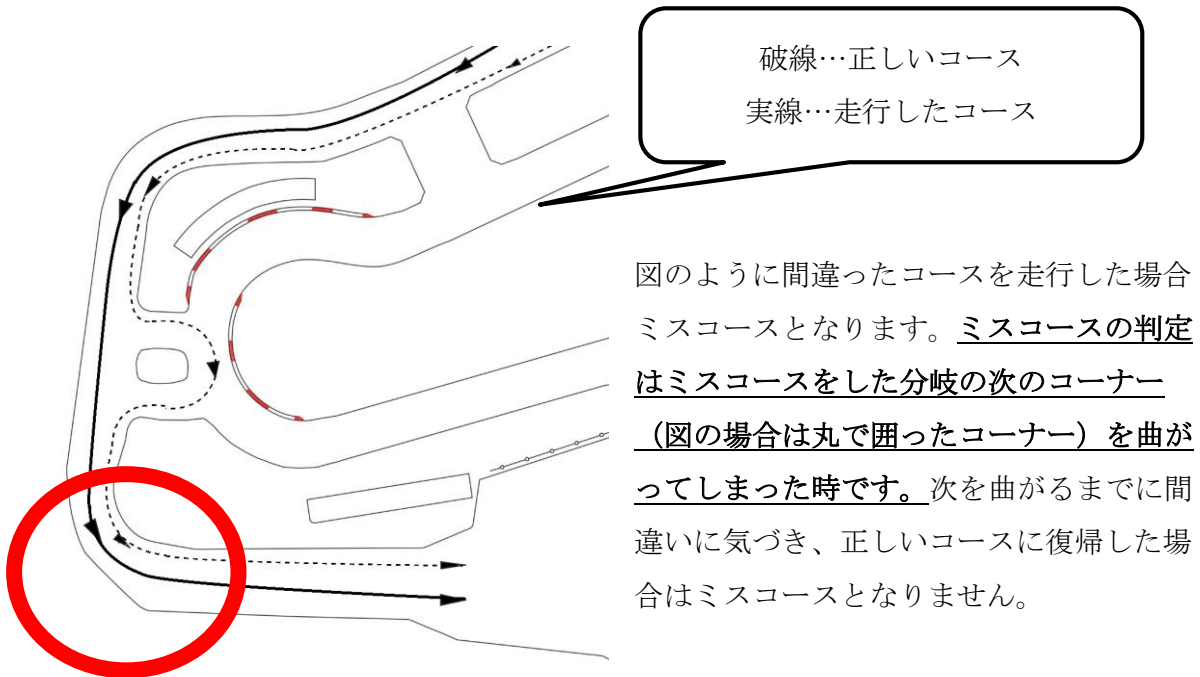 破線…正しいコース
実線…走行したコース
図のように間違ったコースを走行した場合
ミスコースとなります。ミスコースの判定
はミスコースをした分岐の次のコーナー
（図の場合は丸で囲ったコーナー）を曲が
ってしまった時です。次を曲がるまでに間
違いに気づき、正しいコースに復帰した場
合はミスコースとなりません。